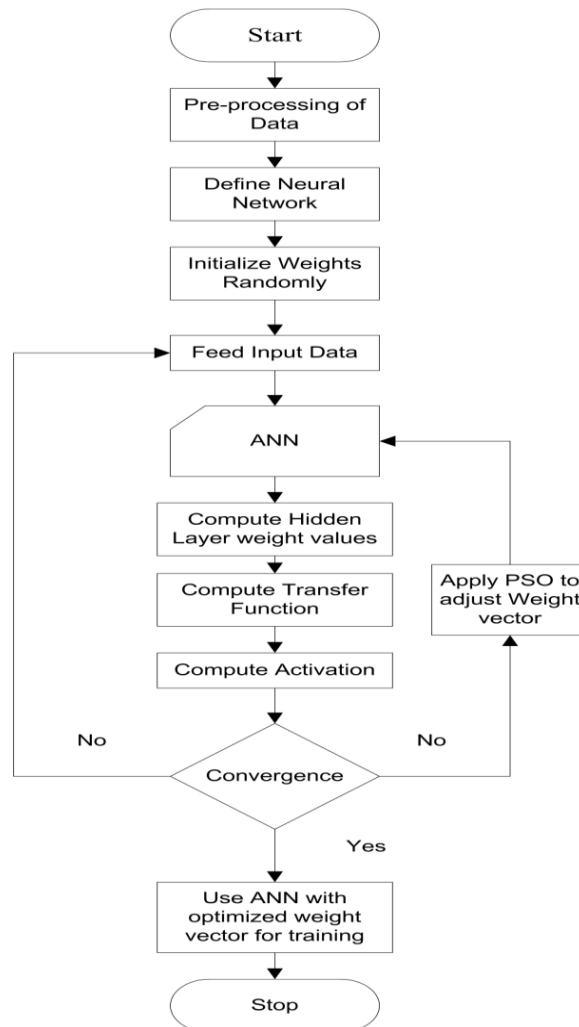 Start
Pre-processing of
Data
Define Neural
Network
Initialize Weights
Randomly
Feed Input Data
ANN
Compute Hidden
Layer weight values
Compute Transfer
Function
Apply PSO to
adjust Weight
vector
Compute Activation
No
No
Convergence
Yes
Use ANN with
optimized weight
vector for training
Stop